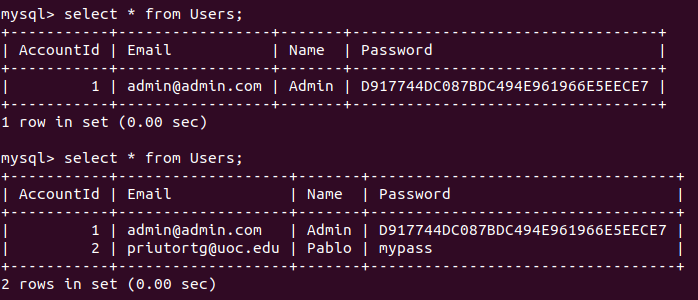 mysql> select * from Users;
+-----------+-----------------+-------+----------------------------------+
| AccountId | Email           | Name  | Password                         |
+-----------+-----------------+-------+----------------------------------+
|         1 | admin@admin.com | Admin | D917744DC087BDC494E961966E5EECE7 |
+-----------+-----------------+-------+----------------------------------+
1 row in set (0.00 sec)

mysql> select * from Users;
+-----------+-------------------+-------+----------------------------------+
| AccountId | Email             | Name  | Password                         |
+-----------+-------------------+-------+----------------------------------+
|         1 | admin@admin.com   | Admin | D917744DC087BDC494E961966E5EECE7 |
|         2 | priutortg@uoc.edu | Pablo | mypass                           |
+-----------+-------------------+-------+----------------------------------+
2 rows in set (0.00 sec)